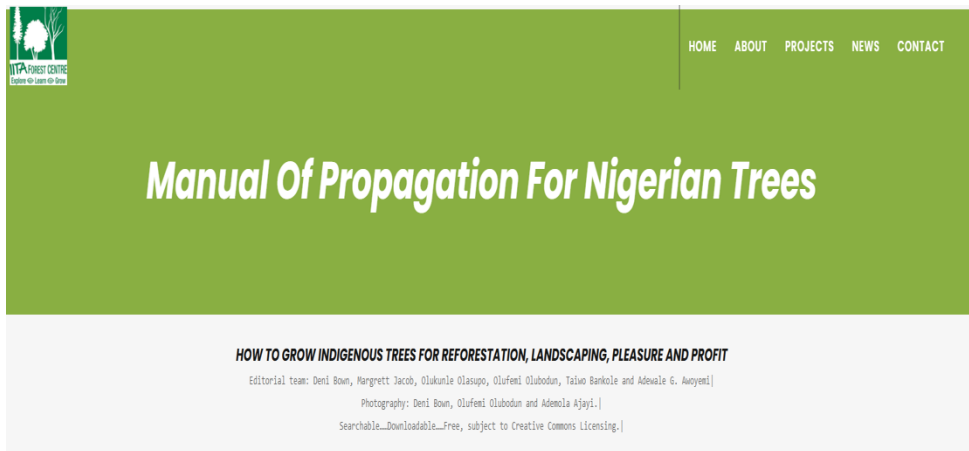 IITA FOREST CENTRE
Explore Learn Grow
HOME ABOUT PROJECTS NEWS CONTACT
Manual Of Propagation For Nigerian Trees
HOW TO GROW INDIGENOUS TREES FOR REFORESTATION, LANDSCAPING, PLEASURE AND PROFIT
Editorial team: Deni Bown, Margrett Jacob, Olukunle Olasupo, Olufemi Olubodun, Taiwo Bankole and Adewale G. Awoyemi|
Photography: Deni Bown, Olufemi Olubodun and Ademola Ajayi.|
Searchable……Downloadable……Free, subject to Creative Commons Licensing.|